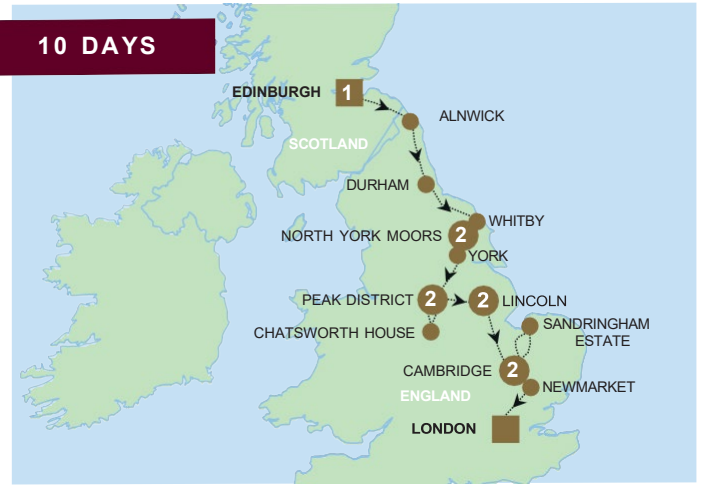 10 DAYS
EDINBURGH
1
ALNWICK
SCOTLAND
DURHAM
WHITBY
NORTH YORK MOORS
2
YORK
PEAK DISTRICT
2
2
LINCOLN
CHATSWORTH HOUSE
SANDRINGHAM
ESTATE
CAMBRIDGE
2
NEWMARKET
ENGLAND
LONDON